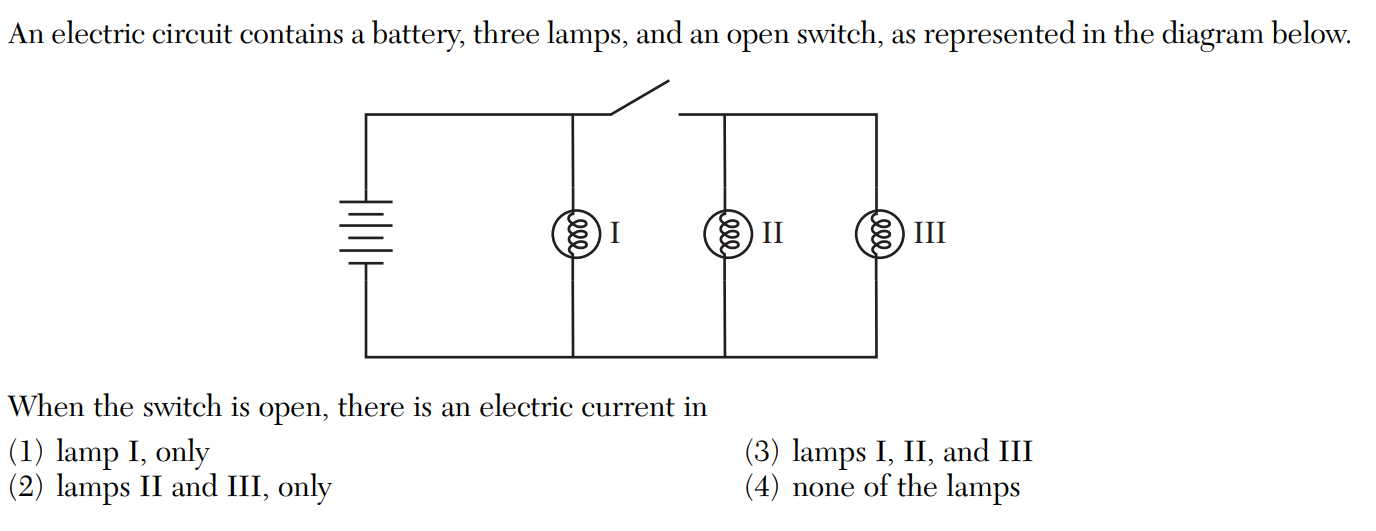 An electric circuit contains a battery, three lamps, and an open switch, as represented in the diagram below.
I
II
III
When the switch is open, there is an electric current in
(1) lamp I, only
(2) lamps II and III, only
(3) lamps I, II, and III
(4) none of the lamps